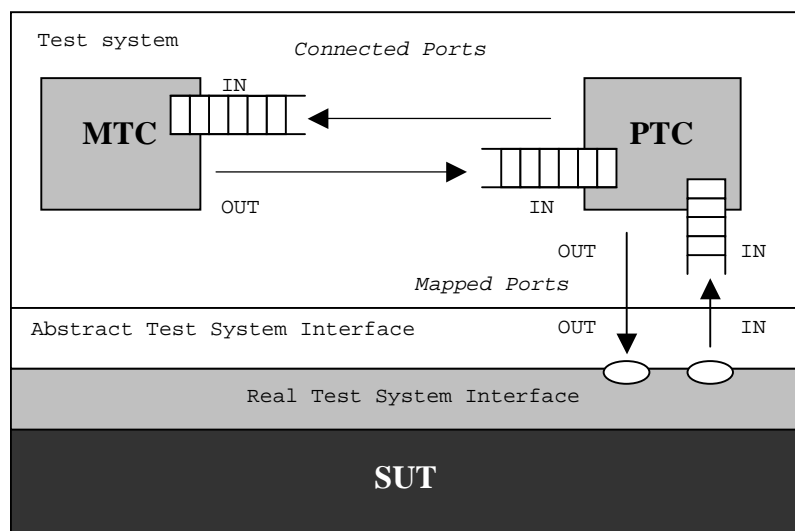 Test system
Connected Ports
IN
MTC
PTC
OUT
IN
OUT
IN
Mapped Ports
Abstract Test System Interface
OUT
IN
Real Test System Interface
SUT